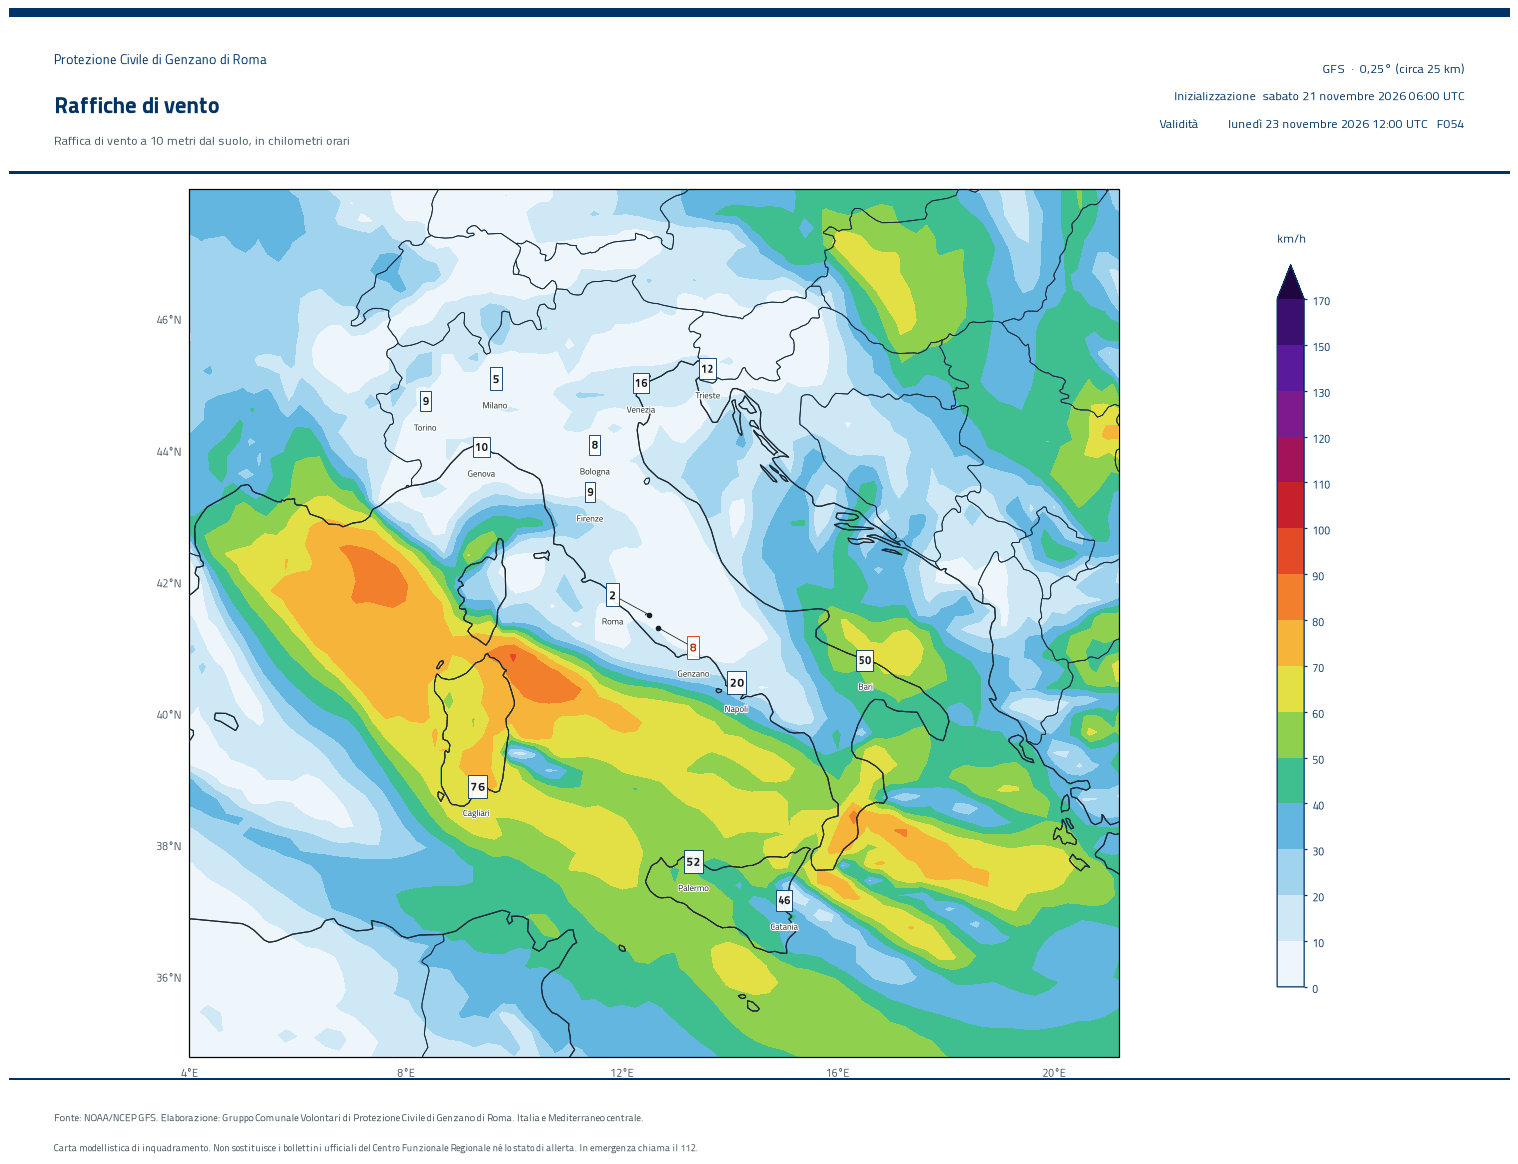 Protezione Civile di Genzano di Roma
Raffiche di vento
Raffica di vento a 10 metri dal suolo, in chilometri orari
GFS · 0,25° (circa 25 km)
Inizializzazione sabato 21 novembre 2026 06:00 UTC
Validità lunedì 23 novembre 2026 12:00 UTC F054
km/h
170
150
130
120
110
100
90
80
70
60
50
40
30
20
10
0
46°N
44°N
42°N
40°N
38°N
36°N
4°E
8°E
12°E
16°E
20°E
12
Trieste
5
Milano
16
Venezia
9
Torino
10
Genova
8
Bologna
9
Firenze
2
Roma
8
Genzano
50
Bari
20
Napoli
76
Cagliari
52
Palermo
46
Catania
Fonte: NOAA/NCEP GFS. Elaborazione: Gruppo Comunale Volontari di Protezione Civile di Genzano di Roma. Italia e Mediterraneo centrale.
Carta modellistica di inquadramento. Non sostituisce i bollettini ufficiali del Centro Funzionale Regionale né lo stato di allerta. In emergenza chiama il 112.